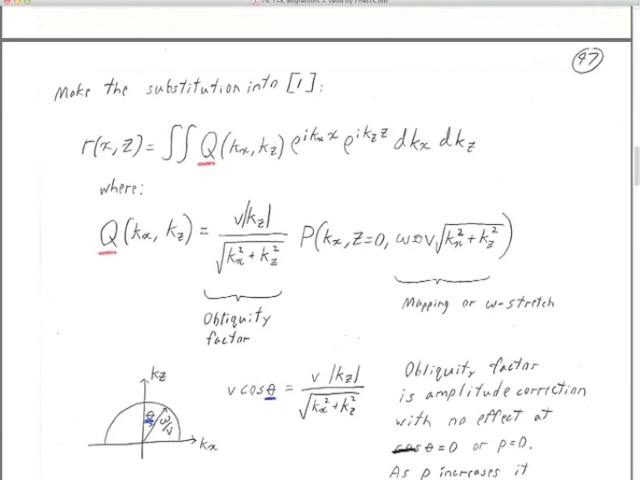 47
Make the substitution into [1]:
r(x,z) = ∫∫ Q(kx, kz) e^{ikx x} e^{ikz z} dkx dkz
where:
Q(kx, kz) = v|kz| / √(kx² + kz²) P(kx, z=0, ω⇒v√(kx² + kz²))
Obliquity
factor
Mapping or ω-stretch
kz
θ
ω/v
kx
v cosθ = v |kz| / √(kx² + kz²)
Obliquity factor
is amplitude correction
with no effect at
θ=0 or p=0.
As p increases it